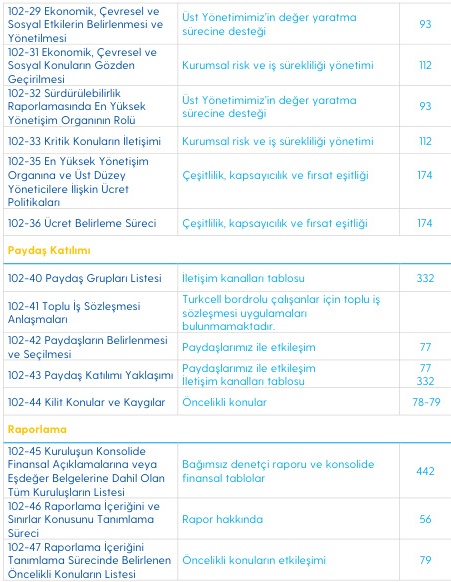 102-29 Ekonomik, Çevresel ve
Sosyal Etkilerin Belirlenmesi ve
Yönetilmesi
Üst Yönetimimiz'in değer yaratma
sürecine desteği
93
102-31 Ekonomik, Çevresel ve
Sosyal Konuların Gözden
Geçirilmesi
Kurumsal risk ve iş sürekliliği yönetimi
112
102-32 Sürdürülebilirlik
Raporlamasında En Yüksek
Yönetişim Organının Rolü
Üst Yönetimimiz'in değer yaratma
sürecine desteği
93
102-33 Kritik Konuların İletişimi
Kurumsal risk ve iş sürekliliği yönetimi
112
102-35 En Yüksek Yönetişim
Organına ve Üst Düzey
Yöneticilere İlişkin Ücret
Politikaları
Çeşitlilik, kapsayıcılık ve fırsat eşitliği
174
102-36 Ücret Belirleme Süreci
Çeşitlilik, kapsayıcılık ve fırsat eşitliği
174
Paydaş Katılımı
102-40 Paydaş Grupları Listesi
İletişim kanalları tablosu
332
102-41 Toplu İş Sözleşmesi
Anlaşmaları
Turkcell bordrolu çalışanlar için toplu iş
sözleşmesi uygulamaları
bulunmamaktadır.
102-42 Paydaşların Belirlenmesi
ve Seçilmesi
Paydaşlarımız ile etkileşim
77
102-43 Paydaş Katılımı Yaklaşımı
Paydaşlarımız ile etkileşim
İletişim kanalları tablosu
77
332
102-44 Kilit Konular ve Kaygılar
Öncelikli konular
78-79
Raporlama
102-45 Kuruluşun Konsolide
Finansal Açıklamalarına veya
Eşdeğer Belgelerine Dahil Olan
Tüm Kuruluşların Listesi
Bağımsız denetçi raporu ve konsolide
finansal tablolar
442
102-46 Raporlama İçeriğini ve
Sınırlar Konusunu Tanımlama
Süreci
Rapor hakkında
56
102-47 Raporlama İçeriğini
Tanımlama Sürecinde Belirlenen
Öncelikli Konuların Listesi
Öncelikli konuların etkileşimi
79